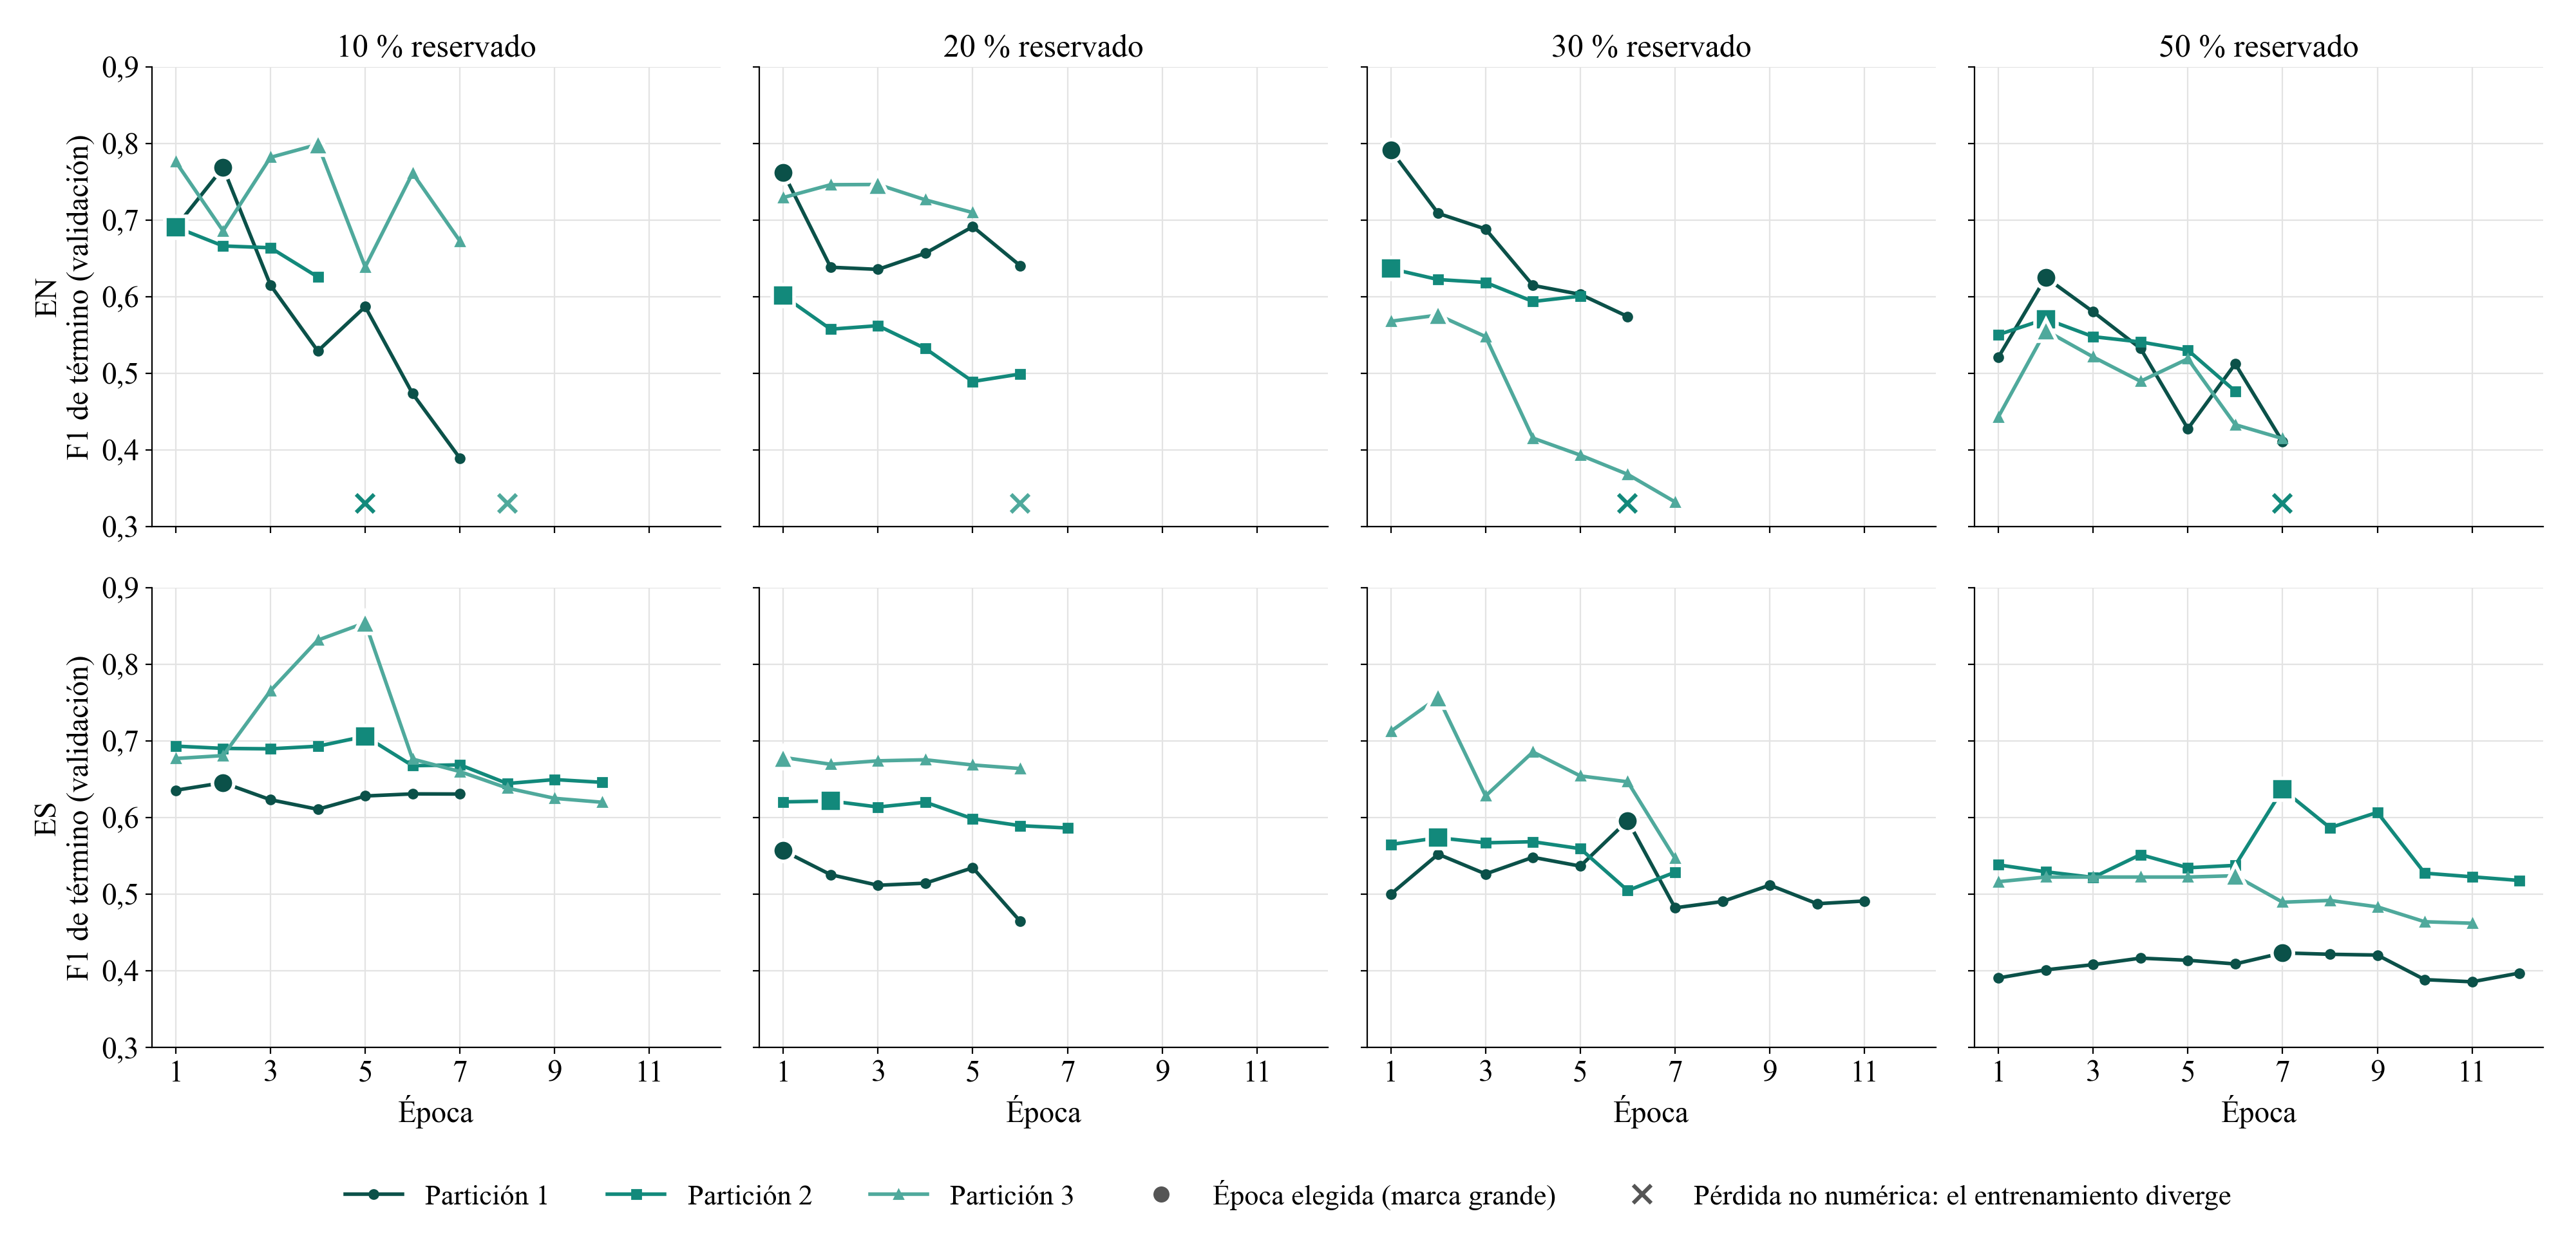 10 % reservado
20 % reservado
30 % reservado
50 % reservado
EN
F1 de término (validación)
0,9
0,8
0,7
0,6
0,5
0,4
0,3
ES
F1 de término (validación)
0,9
0,8
0,7
0,6
0,5
0,4
0,3
1 3 5 7 9 11
1 3 5 7 9 11
1 3 5 7 9 11
1 3 5 7 9 11
Época
Época
Época
Época
Partición 1
Partición 2
Partición 3
Época elegida (marca grande)
Pérdida no numérica: el entrenamiento diverge